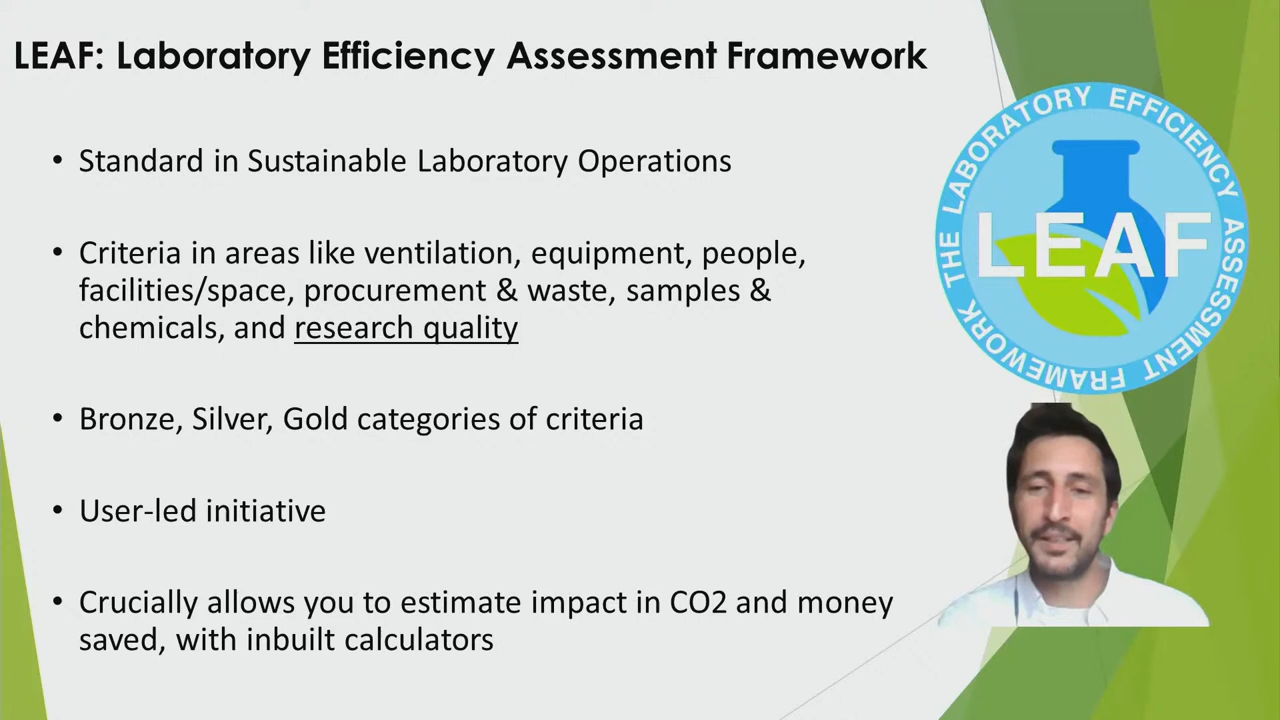 LEAF: Laboratory Efficiency Assessment Framework
• Standard in Sustainable Laboratory Operations
• Criteria in areas like ventilation, equipment, people,
facilities/space, procurement & waste, samples &
chemicals, and research quality
• Bronze, Silver, Gold categories of criteria
• User-led initiative
• Crucially allows you to estimate impact in CO2 and money
saved, with inbuilt calculators
THE LABORATORY EFFICIENCY ASSESSMENT FRAMEWORK
LEAF